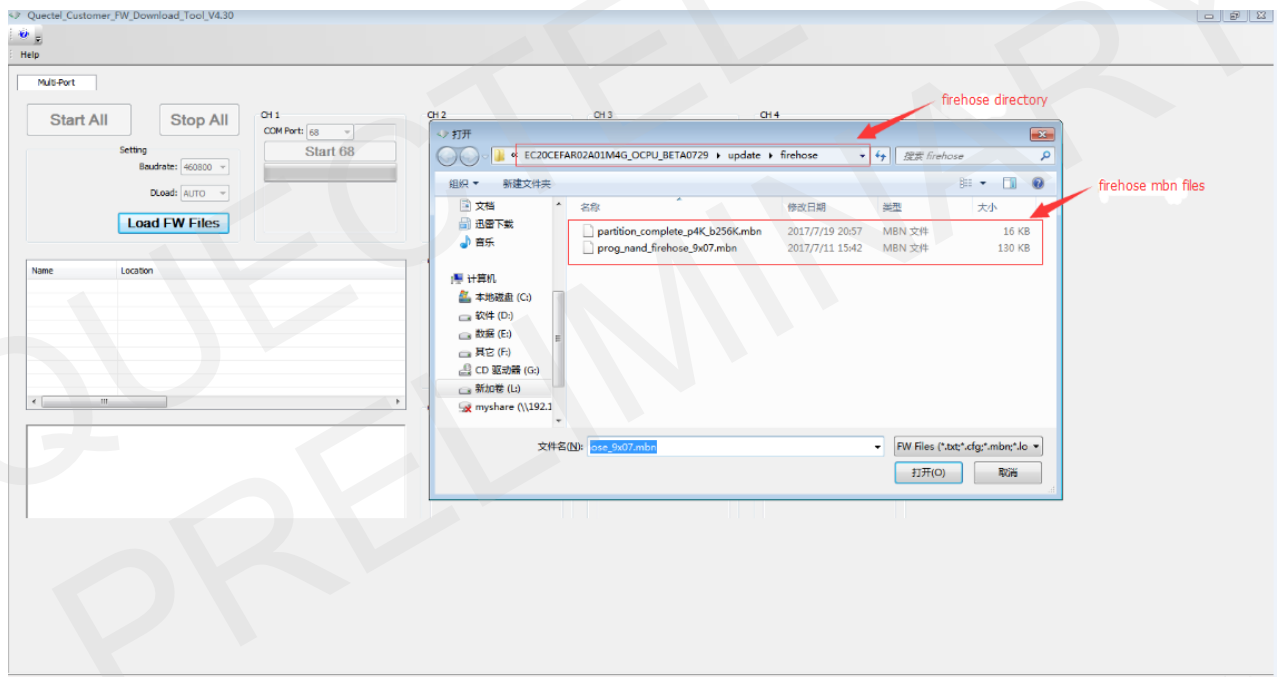 Quectel_Customer_FW_Download_Tool_V4.30
Help
Multi-Port
Start All
Stop All
Setting
Baudrate: 460800
DLoad: AUTO
Load FW Files
CH 1
COM Port: 68
Start 68
CH 2
CH 3
CH 4
firehose directory
打开
« EC20CEFAR02A01M4G_OCPU_BETA0729 ▸ update ▸ firehose
搜索 firehose
组织
新建文件夹
firehose mbn files
文档
迅雷下载
音乐
计算机
本地磁盘 (C:)
软件 (D:)
数据 (E:)
其它 (F:)
CD 驱动器 (G:)
新加卷 (L:)
myshare (\\192.1
名称 修改日期 类型 大小
partition_complete_p4K_b256K.mbn 2017/7/19 20:57 MBN 文件 16 KB
prog_nand_firehose_9x07.mbn 2017/7/11 15:42 MBN 文件 130 KB
Name Location
文件名(N): ose_9x07.mbn
FW Files (*.txt;*.cfg;*.mbn;*.lo
打开(O)
取消
QUECTEL
PRELIMINARY